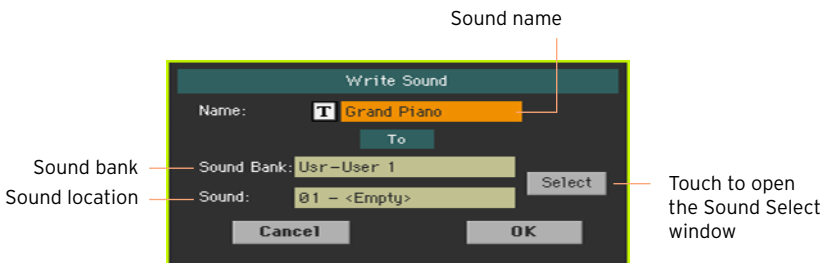 Sound name
Write Sound
Name: T Grand Piano
To
Sound bank
Sound Bank: Usr-User 1
Select
Sound location
Sound: 01 - <Empty>
Touch to open
the Sound Select
window
Cancel OK